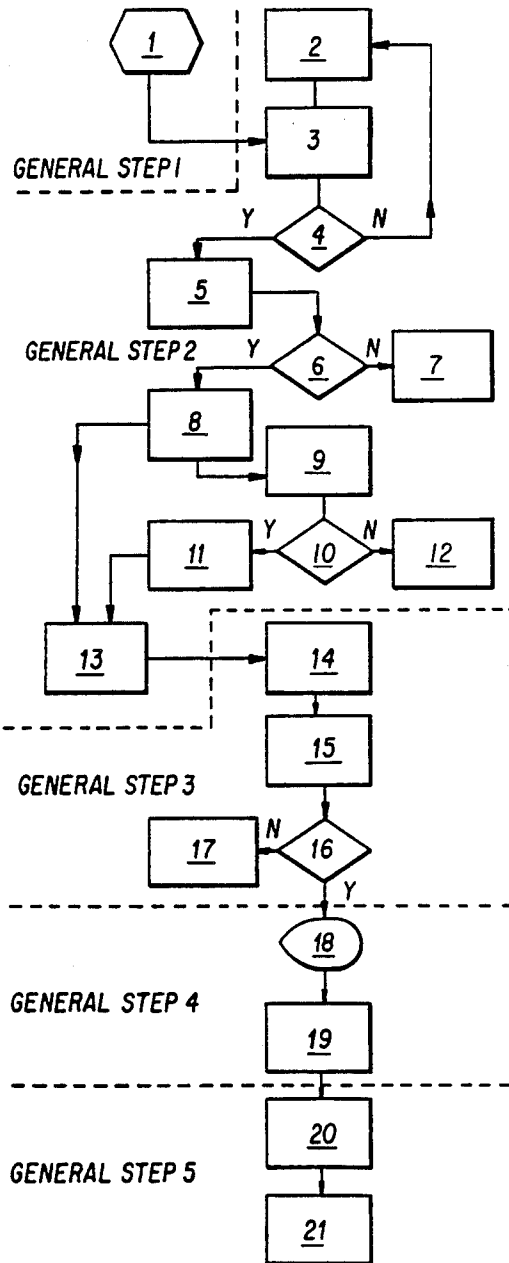 1
2
3
GENERAL STEP 1
Y
N
4
5
GENERAL STEP 2
Y
N
6
7
8
9
Y
N
10
11
12
13
14
15
GENERAL STEP 3
N
16
17
Y
18
GENERAL STEP 4
19
20
GENERAL STEP 5
21